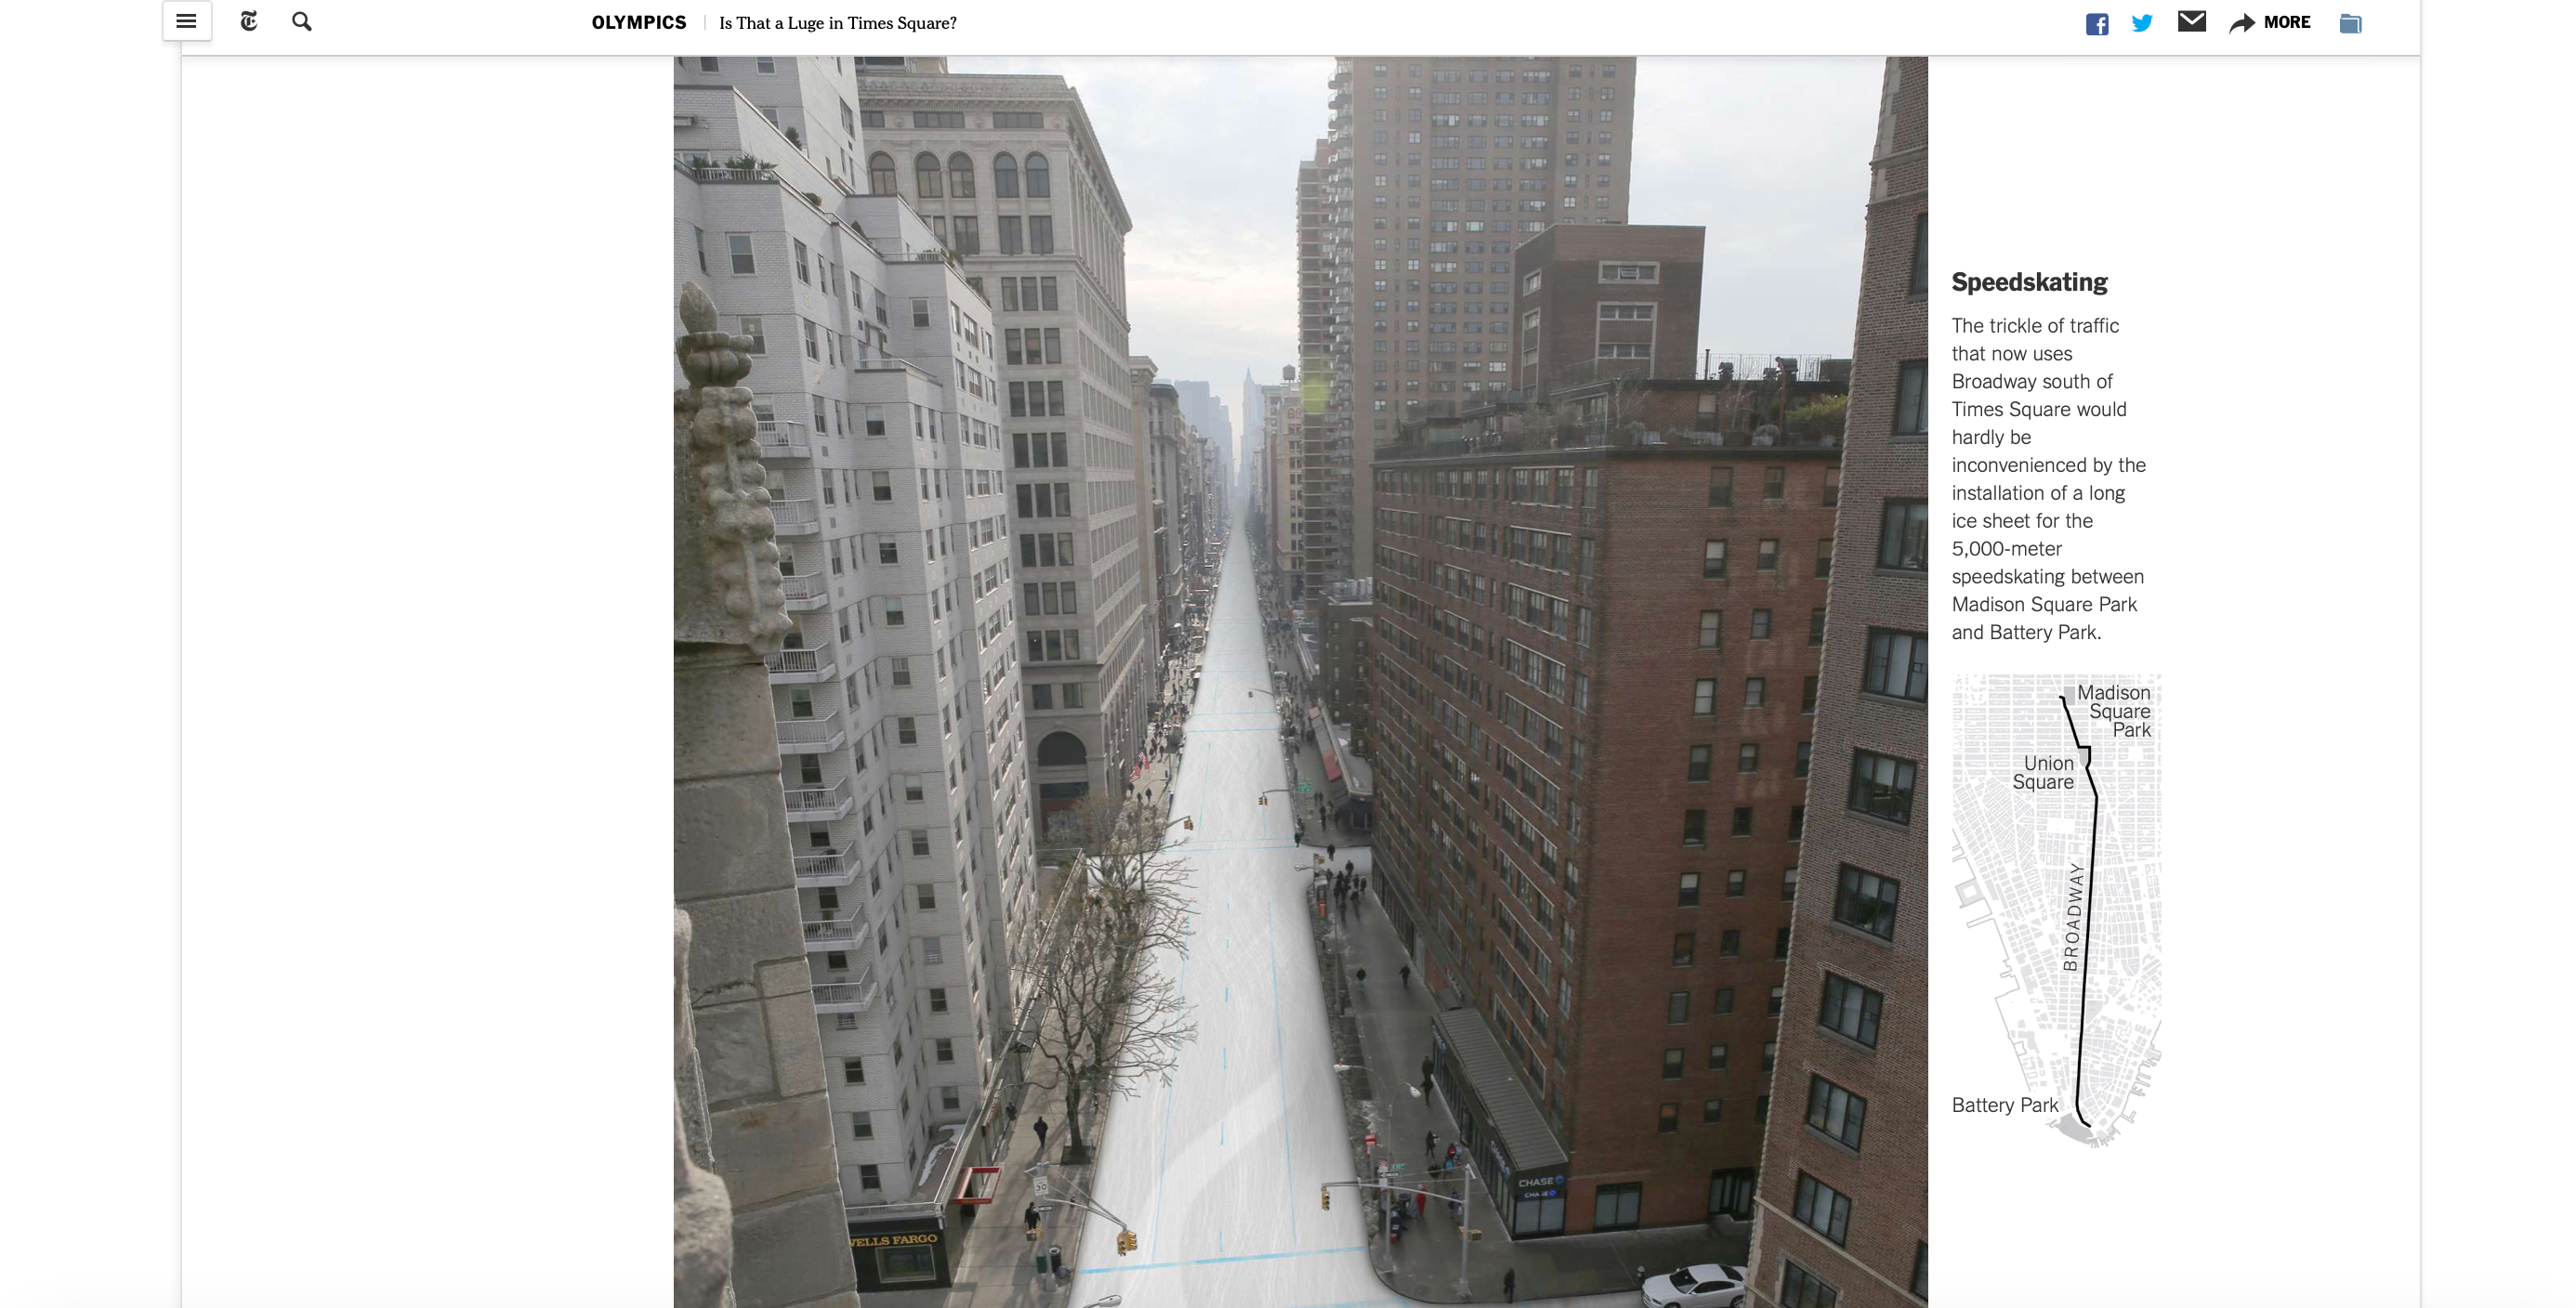 OLYMPICS | Is That a Luge in Times Square?
MORE
Speedskating
The trickle of traffic
that now uses
Broadway south of
Times Square would
hardly be
inconvenienced by the
installation of a long
ice sheet for the
5,000-meter
speedskating between
Madison Square Park
and Battery Park.
Madison
Square
Park
Union
Square
BROADWAY
Battery Park
30
CHASE
CHASE
WELLS FARGO